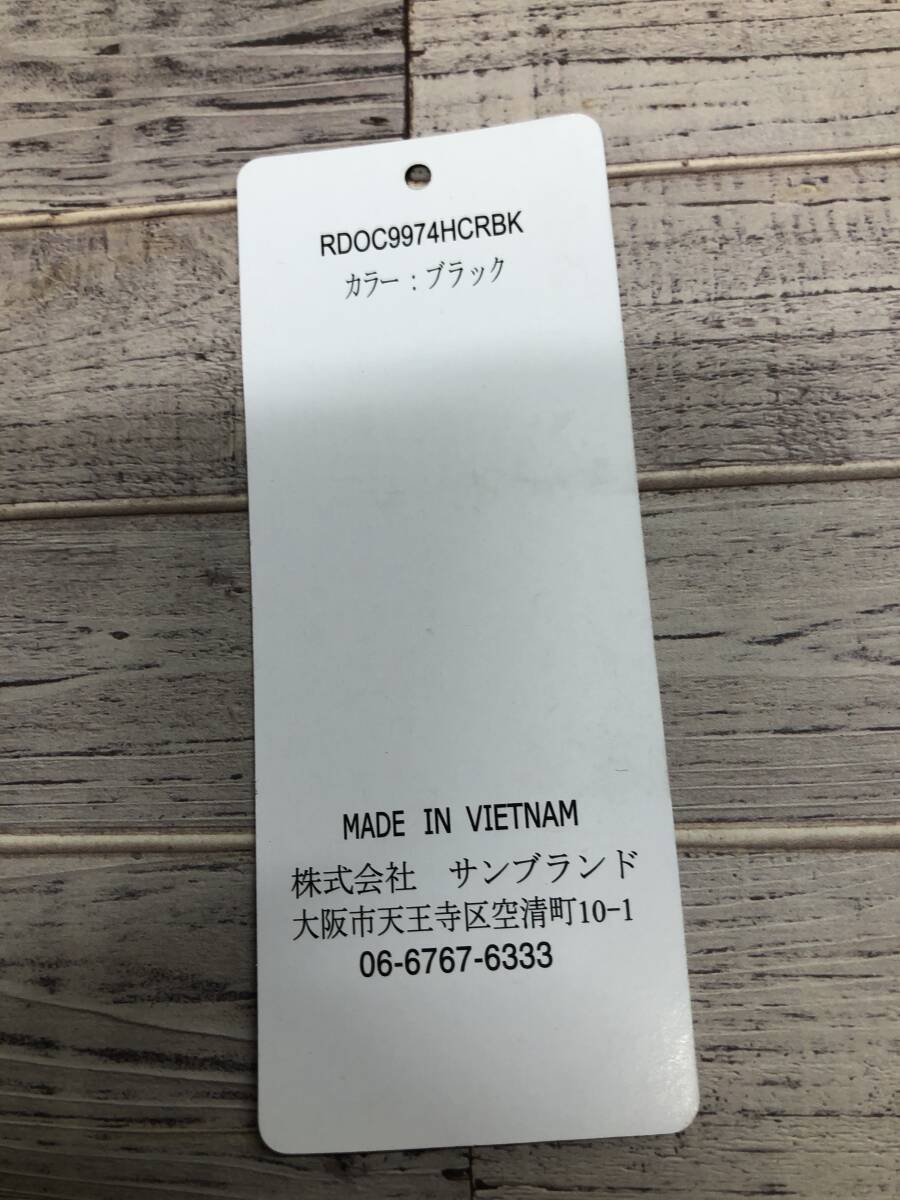 RDOC9974HCRBK
カラー：ブラック
MADE IN VIETNAM
株式会社　サンブランド
大阪市天王寺区空清町10-1
06-6767-6333